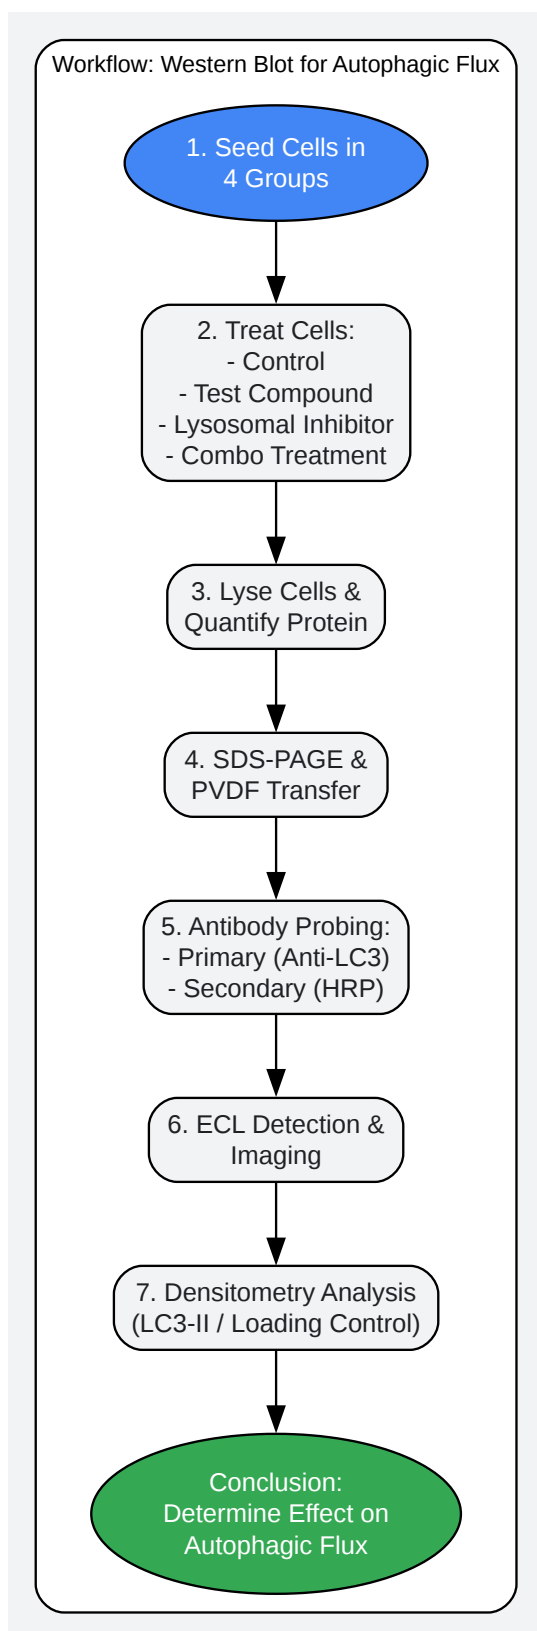 Workflow: Western Blot for Autophagic Flux
1. Seed Cells in
4 Groups
2. Treat Cells:
- Control
- Test Compound
- Lysosomal Inhibitor
- Combo Treatment
3. Lyse Cells &
Quantify Protein
4. SDS-PAGE &
PVDF Transfer
5. Antibody Probing:
- Primary (Anti-LC3)
- Secondary (HRP)
6. ECL Detection &
Imaging
7. Densitometry Analysis
(LC3-II / Loading Control)
Conclusion:
Determine Effect on
Autophagic Flux